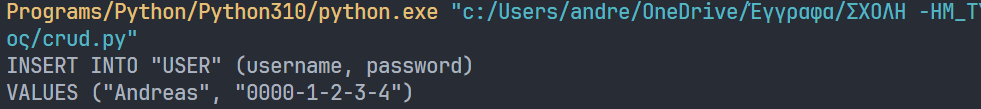 Programs/Python/Python310/python.exe "c:/Users/andre/OneDrive/Έγγραφα/ΣΧΟΛΗ -ΗΜ_ΤΥ
ος/crud.py"
INSERT INTO "USER" (username, password)
VALUES ("Andreas", "0000-1-2-3-4")